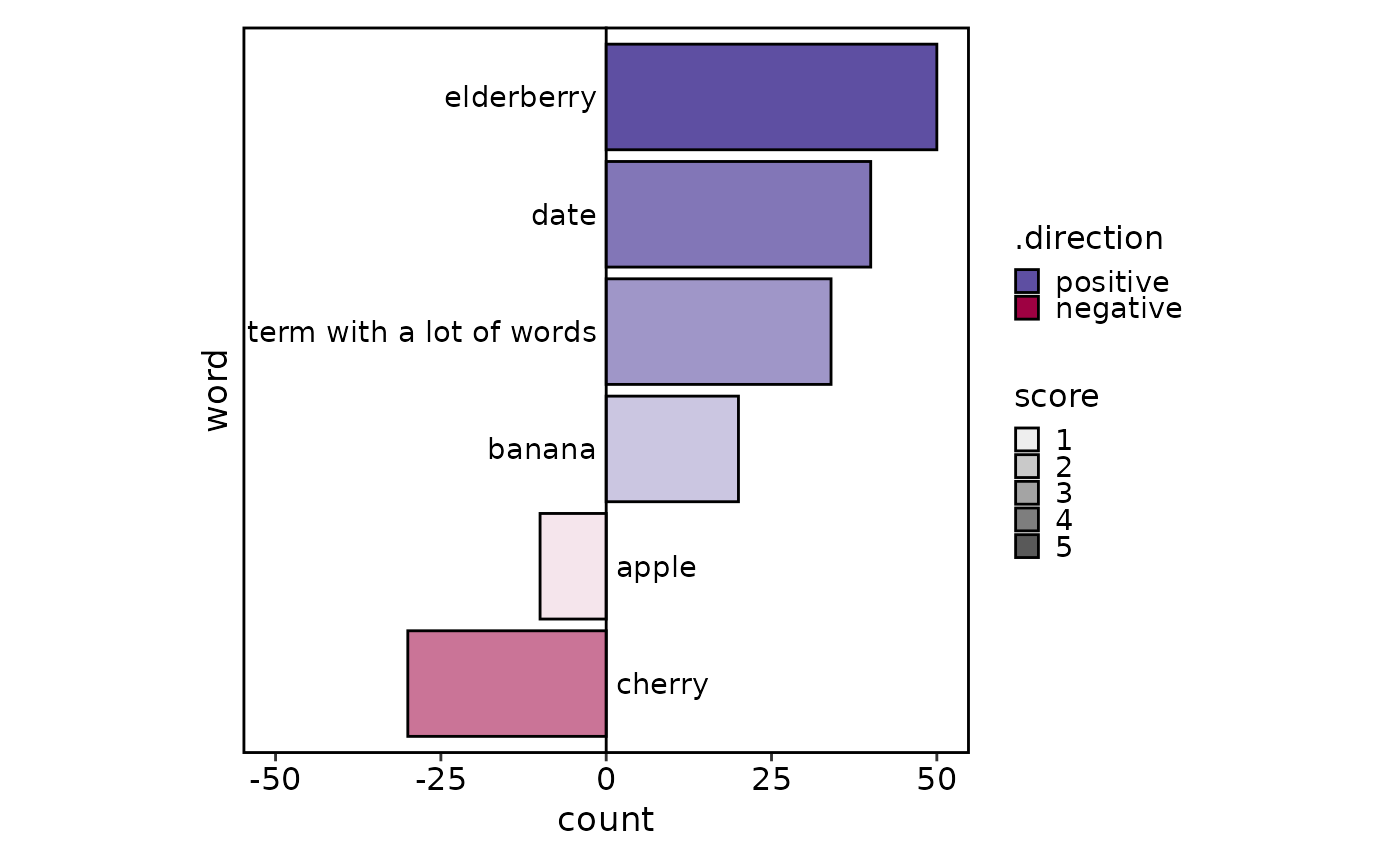 elderberry
date
term with a lot of words
banana
apple
cherry
word
-50 -25 0 25 50
count
.direction
positive
negative
score
1
2
3
4
5